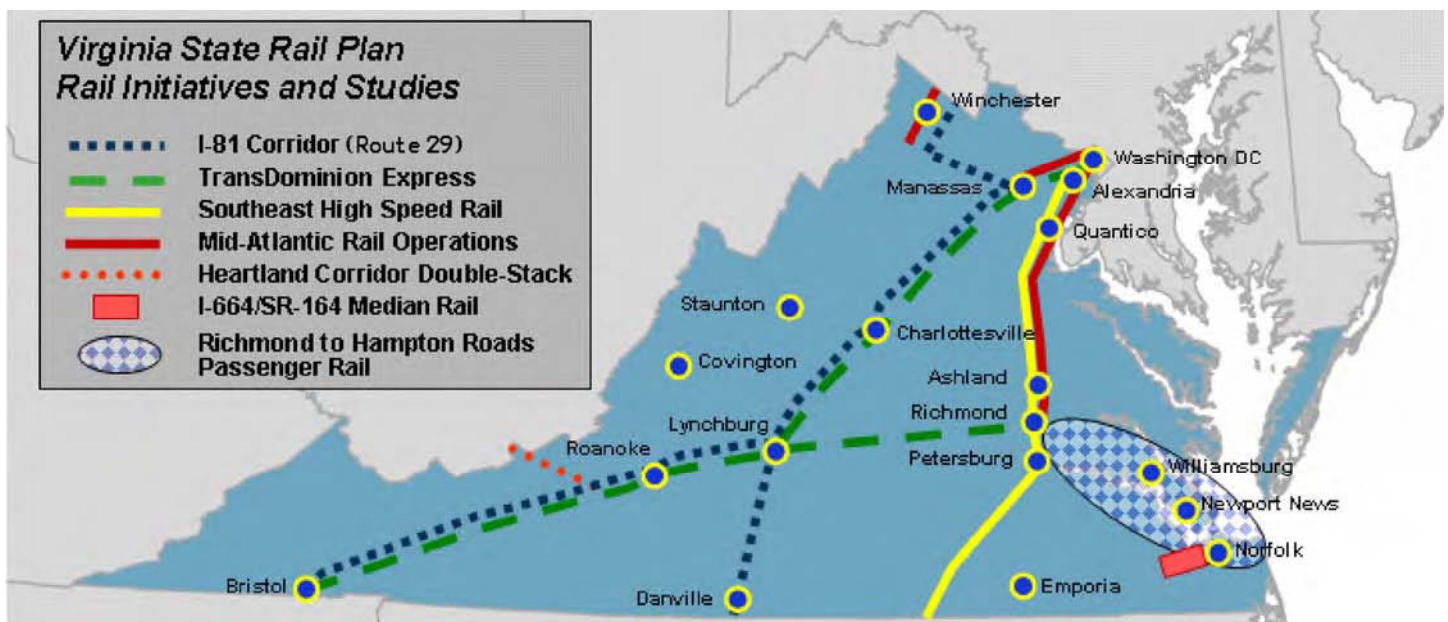 Virginia State Rail Plan
Rail Initiatives and Studies
I-81 Corridor (Route 29)
TransDominion Express
Southeast High Speed Rail
Mid-Atlantic Rail Operations
Heartland Corridor Double-Stack
I-664/SR-164 Median Rail
Richmond to Hampton Roads
Passenger Rail
Winchester
Washington DC
Manassas
Alexandria
Quantico
Staunton
Charlottesville
Covington
Ashland
Richmond
Lynchburg
Roanoke
Petersburg
Williamsburg
Newport News
Norfolk
Bristol
Danville
Emporia